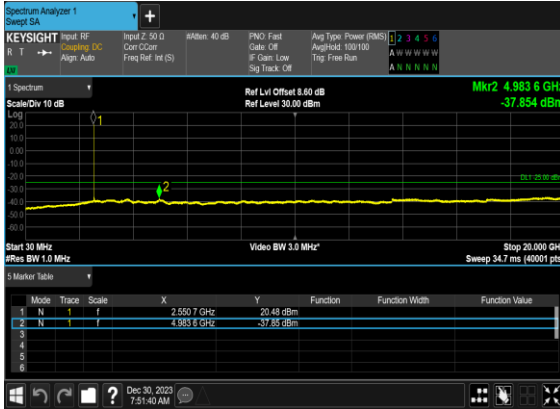 Spectrum Analyzer 1
Swept SA
+
KEYSIGHT Input: RF Input Z: 50 Ω #Atten: 40 dB PNO: Fast Avg Type: Power (RMS) 1 2 3 4 5 6
R T Coupling: DC Corr CCorr Gate: Off Avg|Hold: 100/100 A W W W W W
Align: Auto Freq Ref: Int (S) IF Gain: Low Trig: Free Run
Sig Track: Off A N N N N N
1 Spectrum Ref Lvl Offset 8.60 dB Mkr2 4.983 6 GHz
Scale/Div 10 dB Ref Level 30.00 dBm -37.854 dBm
Log
20.0
10.0
0.00
-10.0
-20.0
-30.0
-40.0
-50.0
-60.0
1
2
DL1 -25.00 dBm
Start 30 MHz Video BW 3.0 MHz* Stop 20.000 GH
#Res BW 1.0 MHz Sweep 34.7 ms (40001 pts
5 Marker Table
Mode Trace Scale X Y Function Function Width Function Value
1 N 1 f 2.550 7 GHz 20.48 dBm
2 N 1 f 4.983 6 GHz -37.85 dBm
3
4
5
6
? Dec 30, 2023
7:51:40 AM